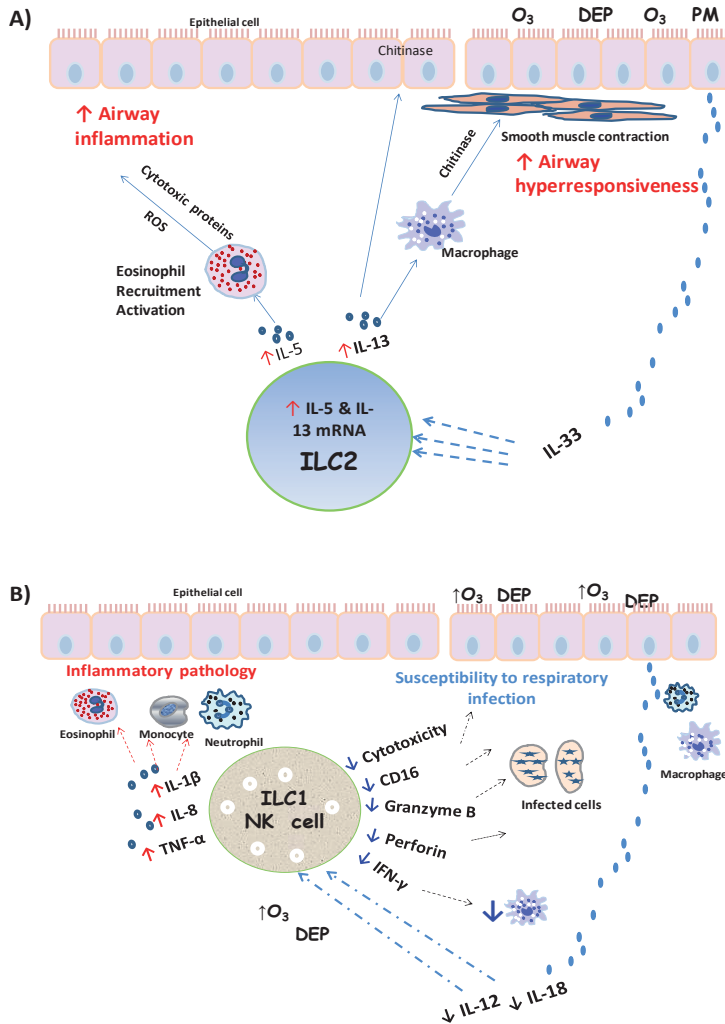 A)
Epithelial cell
O3 DEP O3 PM
Chitinase
↑ Airway
inflammation
Smooth muscle contraction
↑ Airway
hyperresponsiveness
Chitinase
Cytotoxic proteins
ROS
Macrophage
Eosinophil
Recruitment
Activation
↑ IL-5
↑ IL-13
↑ IL-5 & IL-
13 mRNA
ILC2
IL-33
B)
Epithelial cell
↑O3 DEP ↑O3 DEP
Inflammatory pathology
Susceptibility to respiratory
infection
Eosinophil
Monocyte
Neutrophil
Macrophage
↑ IL-1β
↑ IL-8
↑ TNF-α
ILC1
NK cell
↓ Cytotoxicity
↓ CD16
↓ Granzyme B
↓ Perforin
↓ IFN-γ
Infected cells
↓
↑O3
DEP
↓ IL-12 ↓ IL-18